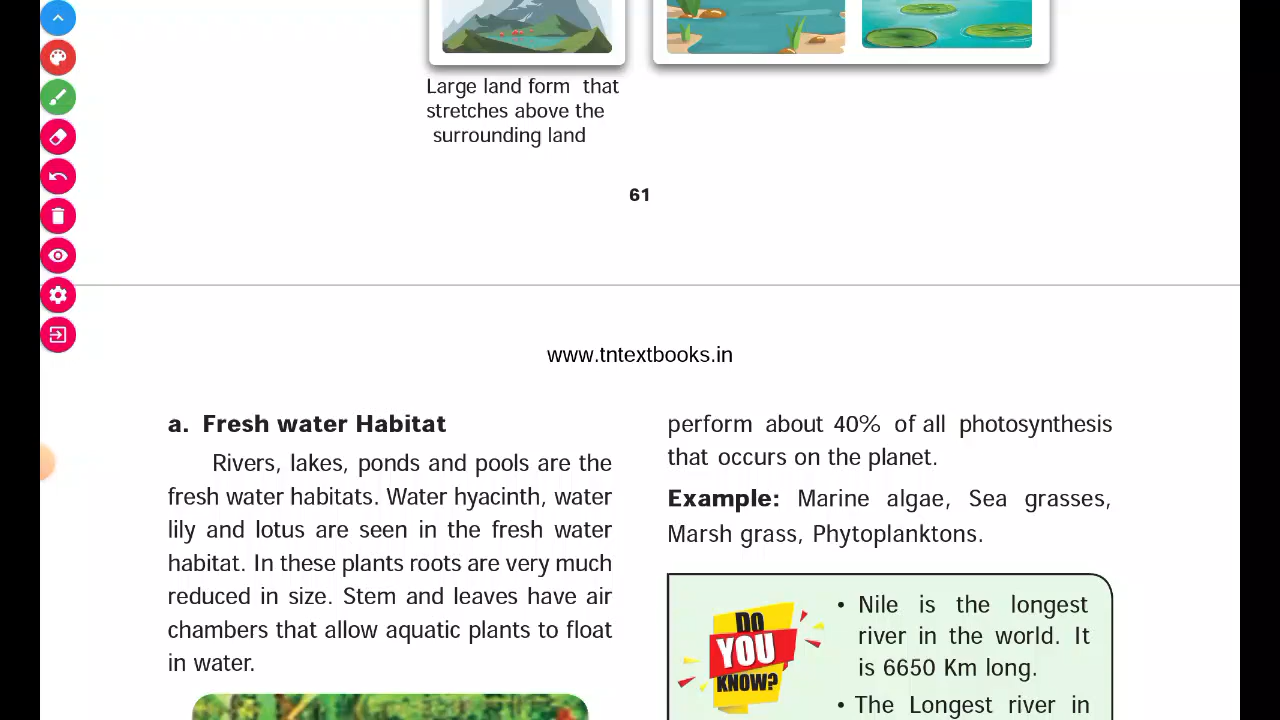 Large land form that
stretches above the
surrounding land
61
www.tntextbooks.in
a. Fresh water Habitat
Rivers, lakes, ponds and pools are the
fresh water habitats. Water hyacinth, water
lily and lotus are seen in the fresh water
habitat. In these plants roots are very much
reduced in size. Stem and leaves have air
chambers that allow aquatic plants to float
in water.
perform about 40% of all photosynthesis
that occurs on the planet.
Example: Marine algae, Sea grasses,
Marsh grass, Phytoplanktons.
DO
YOU
KNOW?
• Nile is the longest
river in the world. It
is 6650 Km long.
• The Longest river in